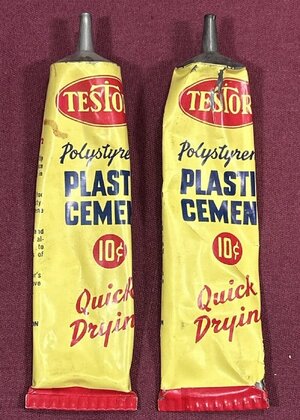 TESTOR
Polystyren
PLASTI
CEMEN
10¢
Quick
Dryin
TESTOR
Polystyren
PLASTI
CEMEN
10¢
Quick
Dryin